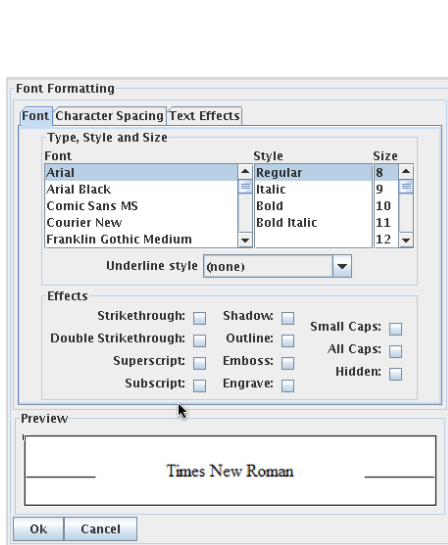 Font Formatting
Font Character Spacing Text Effects
Type, Style and Size
Font Style Size
Arial Regular 8
Arial Black Italic 9
Comic Sans MS Bold 10
Courier New Bold Italic 11
Franklin Gothic Medium 12
Underline style (none)
Effects
Strikethrough: Shadow: Small Caps:
Double Strikethrough: Outline: All Caps:
Superscript: Emboss: Hidden:
Subscript: Engrave:
Preview
Times New Roman
Ok Cancel